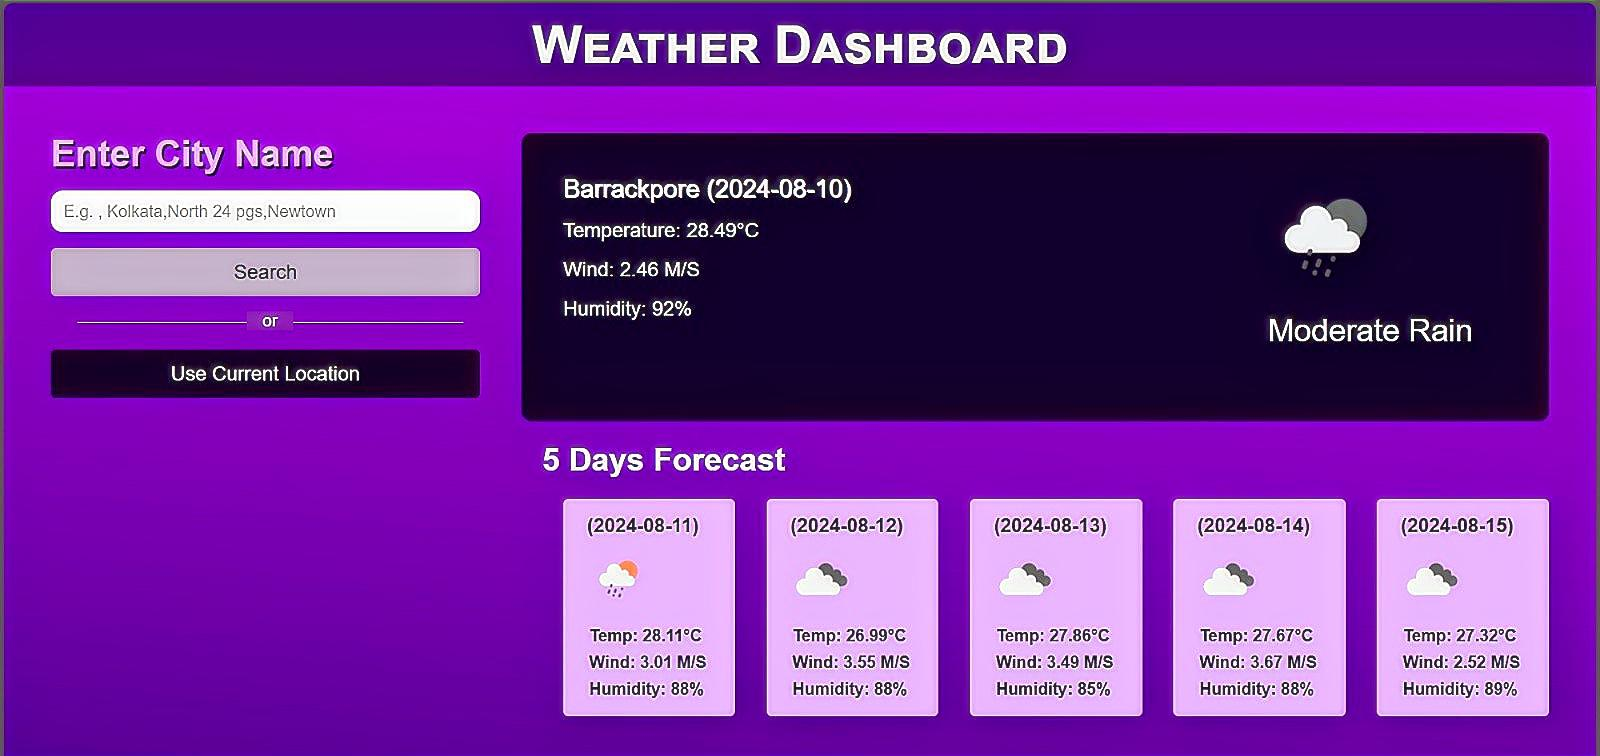 Weather Dashboard
Enter City Name
E.g. , Kolkata,North 24 pgs,Newtown
Search
or
Use Current Location
Barrackpore (2024-08-10)
Temperature: 28.49°C
Wind: 2.46 M/S
Humidity: 92%
Moderate Rain
5 Days Forecast
(2024-08-11)
Temp: 28.11°C
Wind: 3.01 M/S
Humidity: 88%
(2024-08-12)
Temp: 26.99°C
Wind: 3.55 M/S
Humidity: 88%
(2024-08-13)
Temp: 27.86°C
Wind: 3.49 M/S
Humidity: 85%
(2024-08-14)
Temp: 27.67°C
Wind: 3.67 M/S
Humidity: 88%
(2024-08-15)
Temp: 27.32°C
Wind: 2.52 M/S
Humidity: 89%